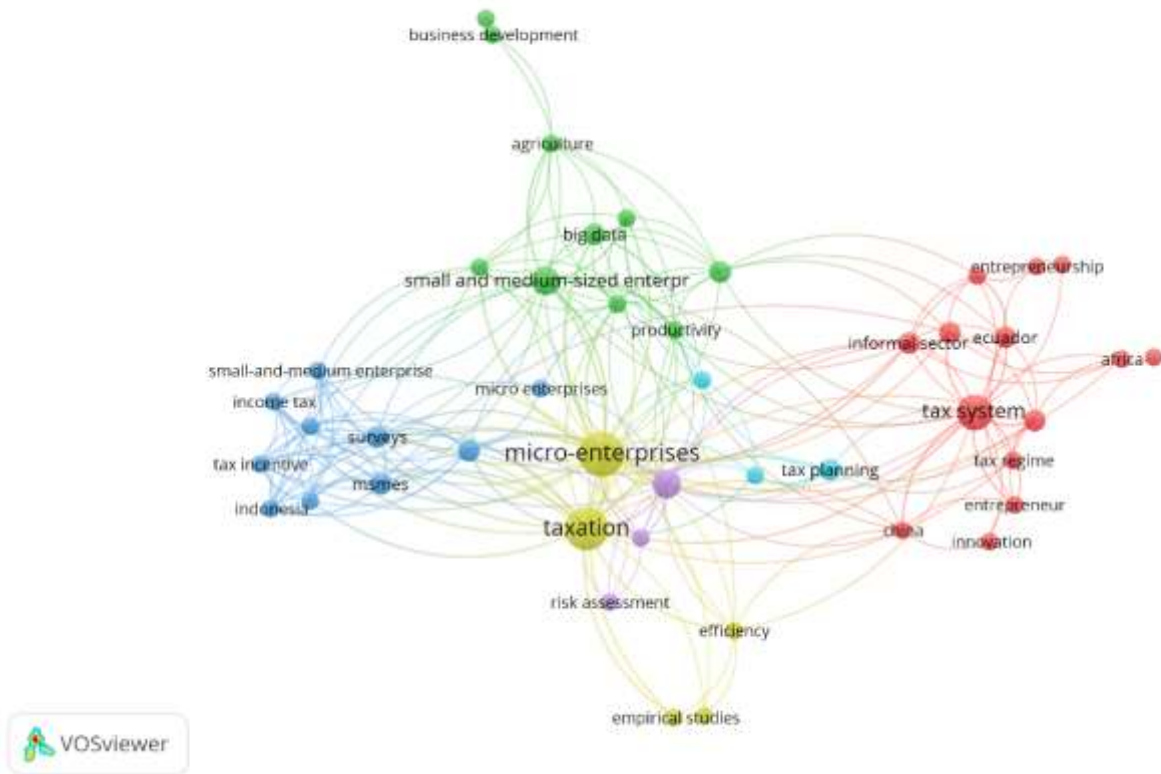 business development
agriculture
big data
small and medium-sized enterpr
productivity
entrepreneurship
informal sector
ecuador
africa
small-and-medium enterprise
income tax
micro enterprises
surveys
tax system
micro-enterprises
tax incentive
msmes
tax planning
tax regime
indonesia
taxation
china
entrepreneur
innovation
risk assessment
efficiency
empirical studies
VOSviewer